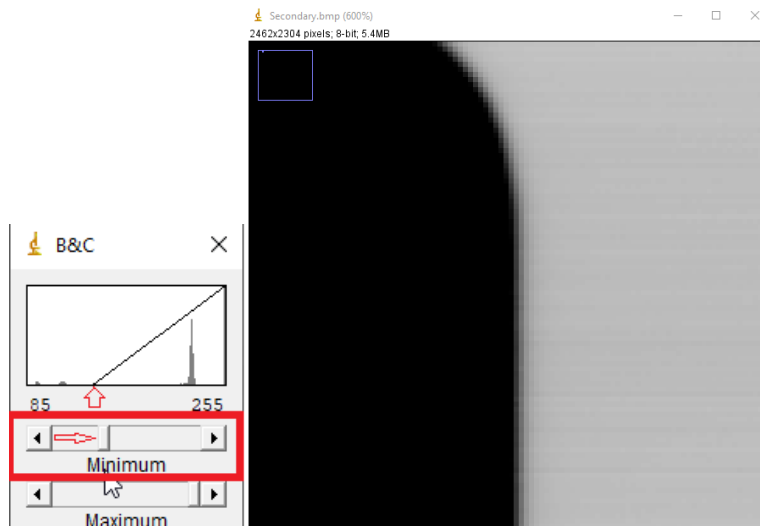 Secondary.bmp (600%)
2462x2304 pixels; 8-bit; 5.4MB
B&C
85 255
Minimum
Maximum